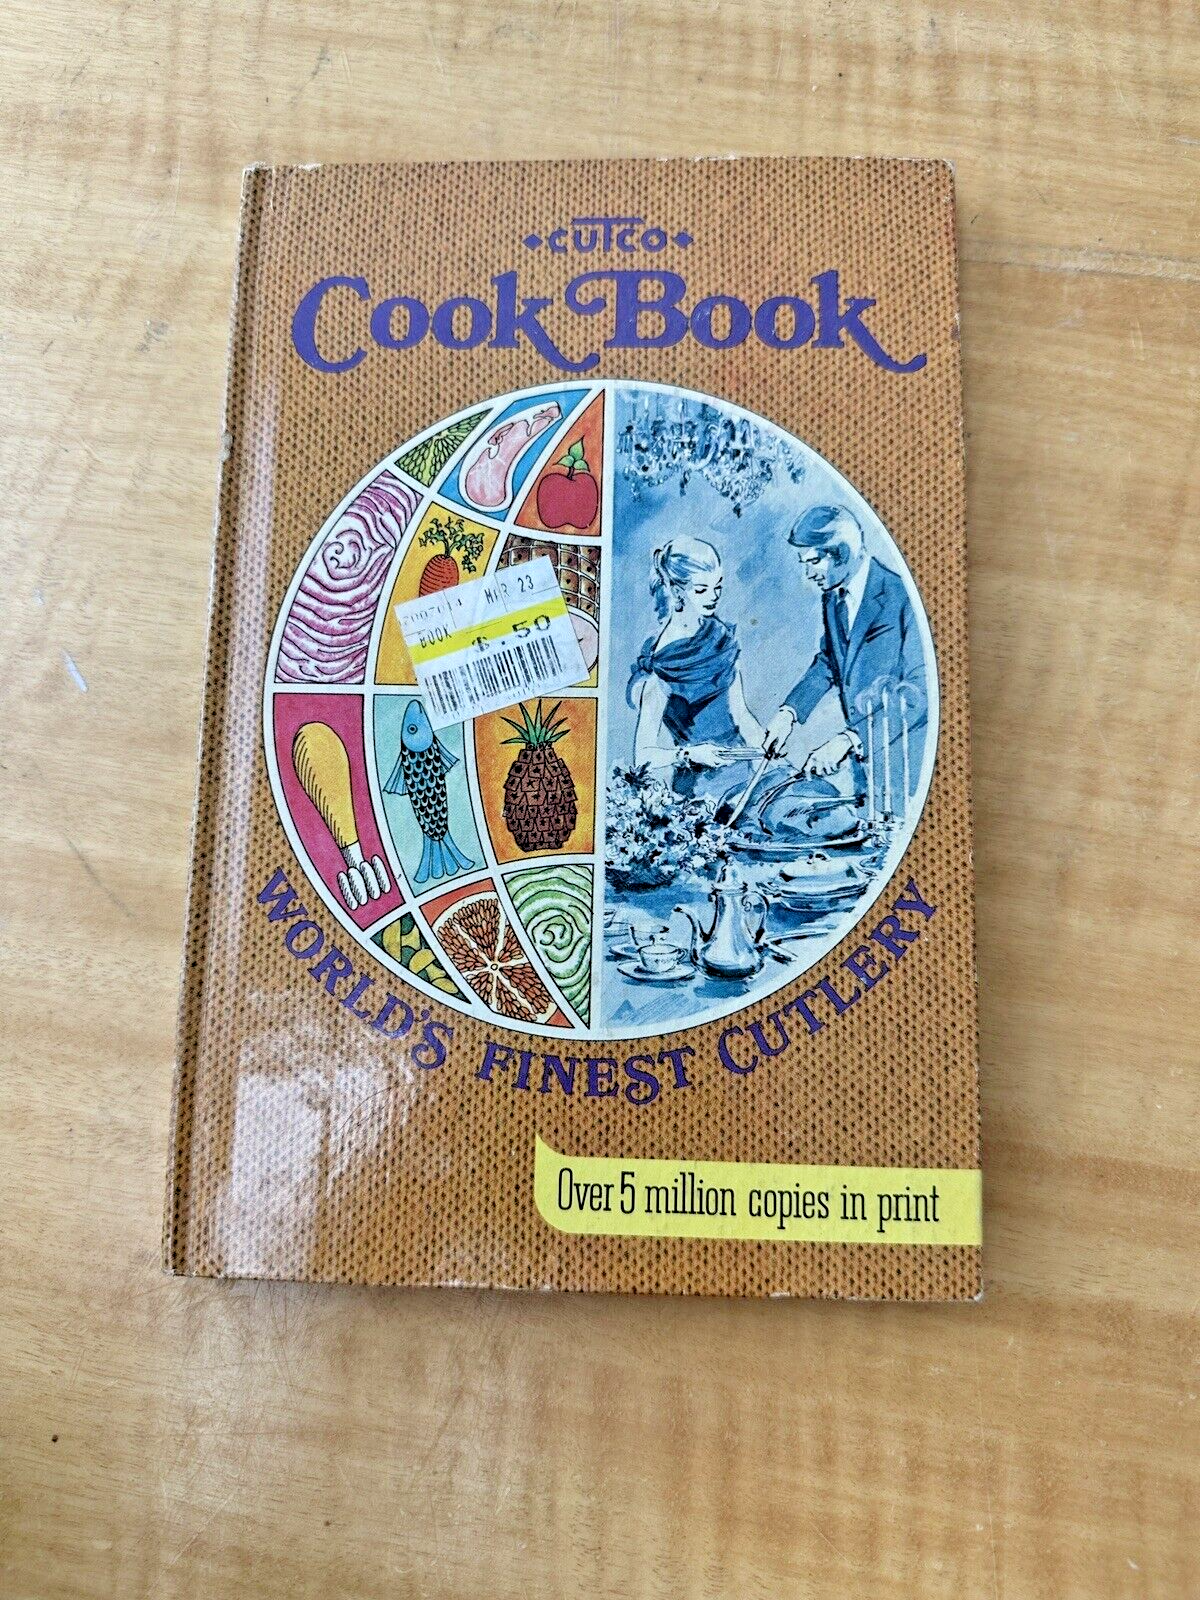 CUTCO
Cook Book
MAR 23
BOOK
$.50
WORLD'S FINEST CUTLERY
Over 5 million copies in print